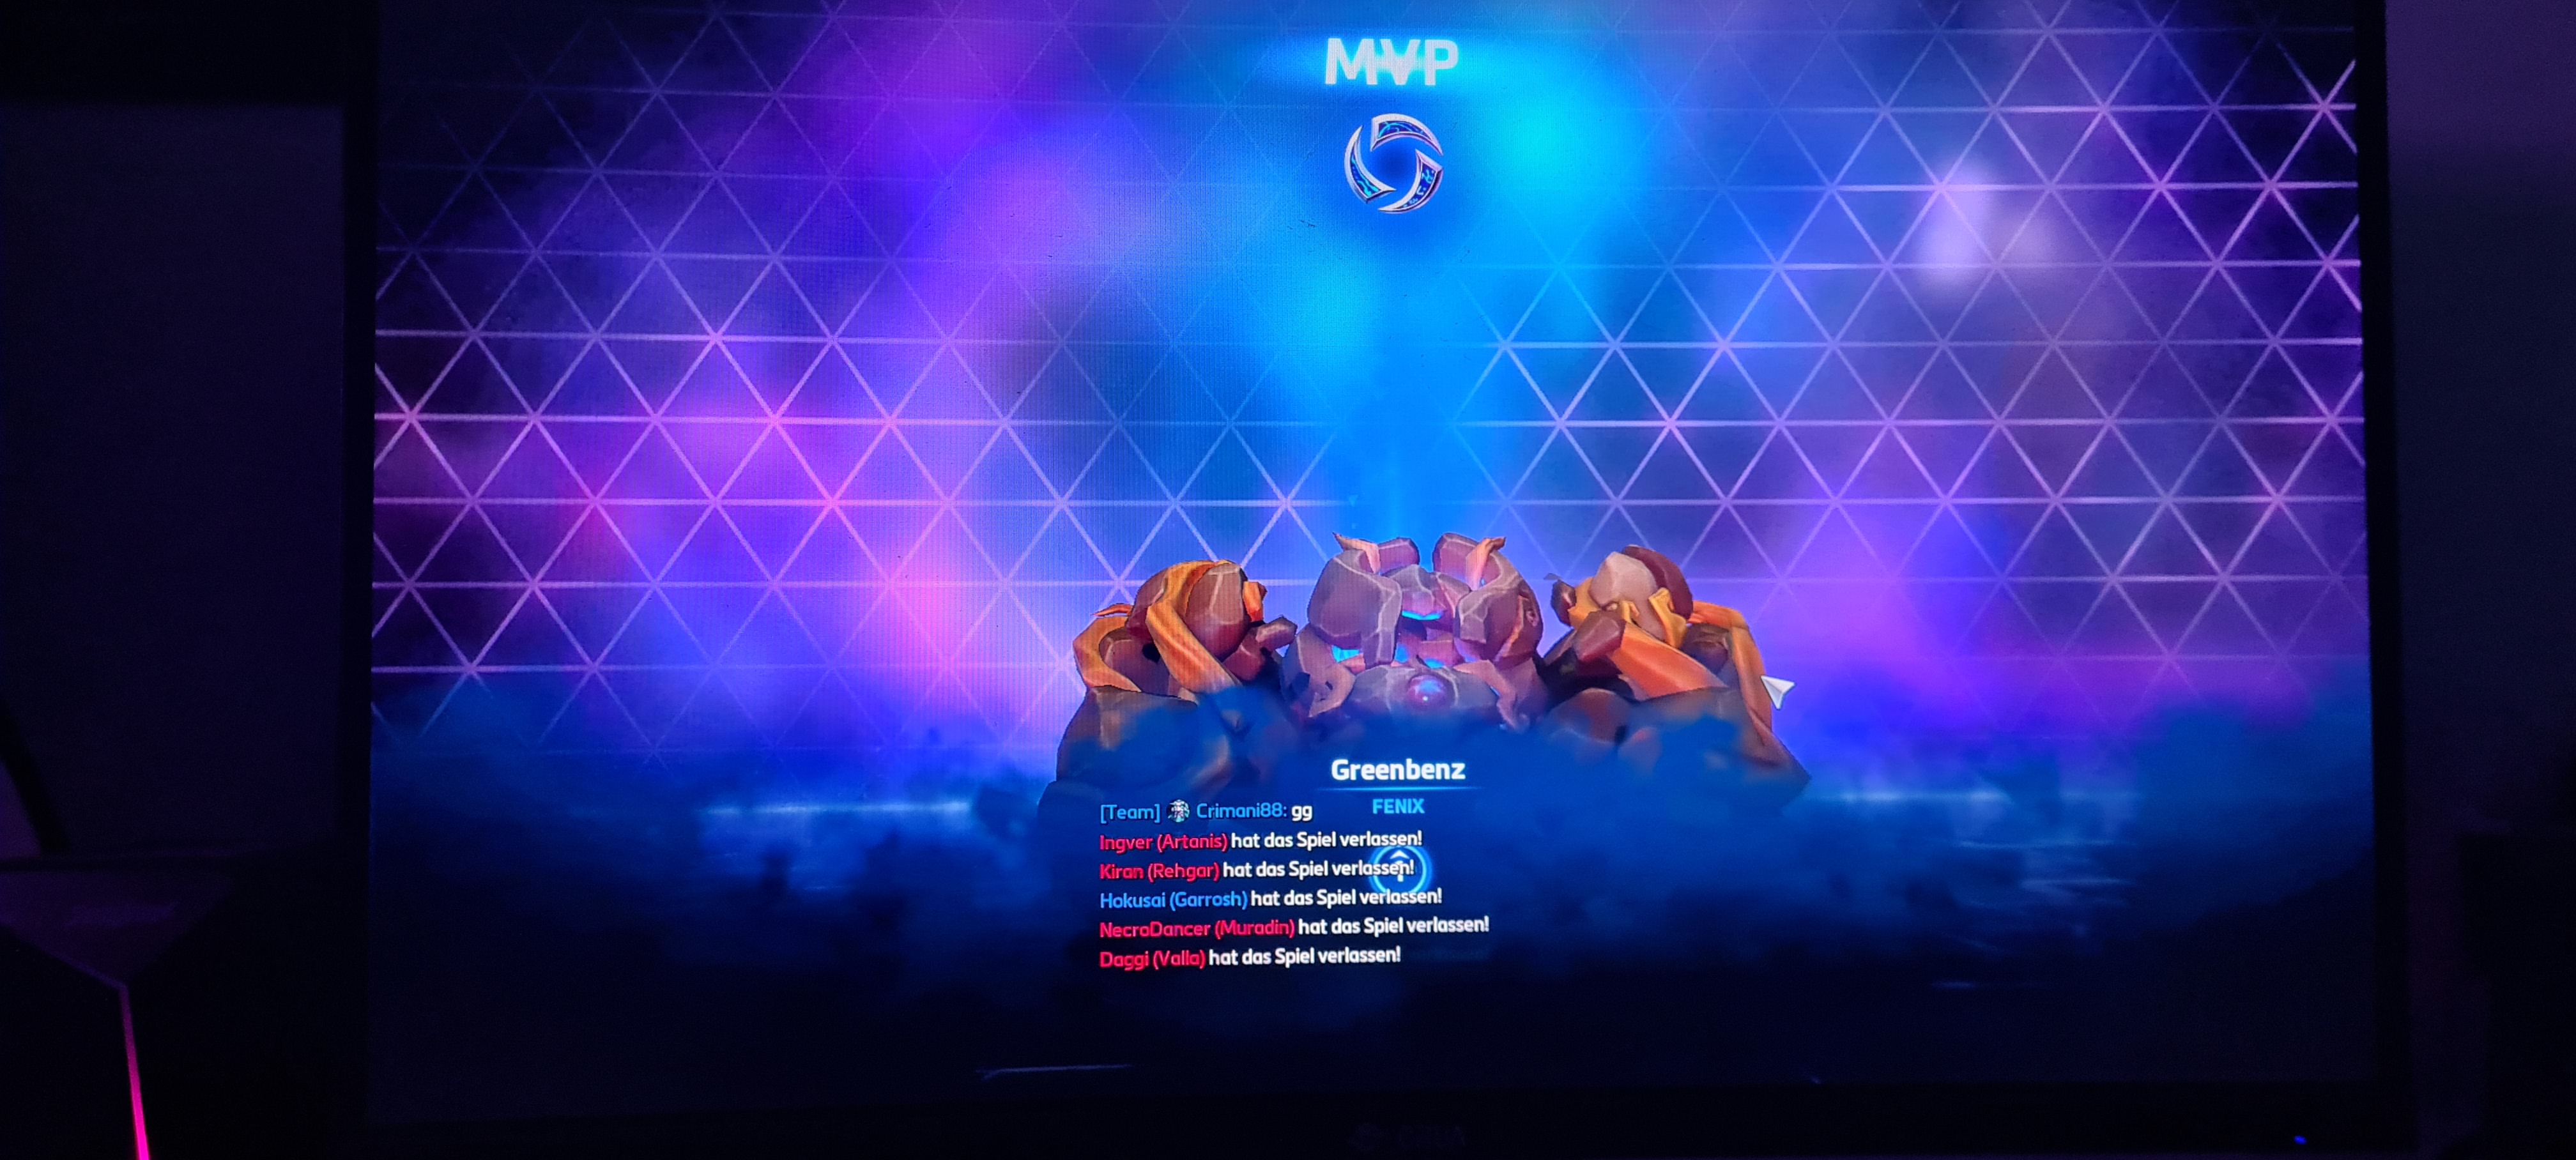 MVP
Greenbenz
FENIX
[Team] Crimani88: gg
Ingver (Artanis) hat das Spiel verlassen!
Kiran (Rehgar) hat das Spiel verlassen!
Hokusai (Garrosh) hat das Spiel verlassen!
NecroDancer (Muradin) hat das Spiel verlassen!
Daggi (Valla) hat das Spiel verlassen!